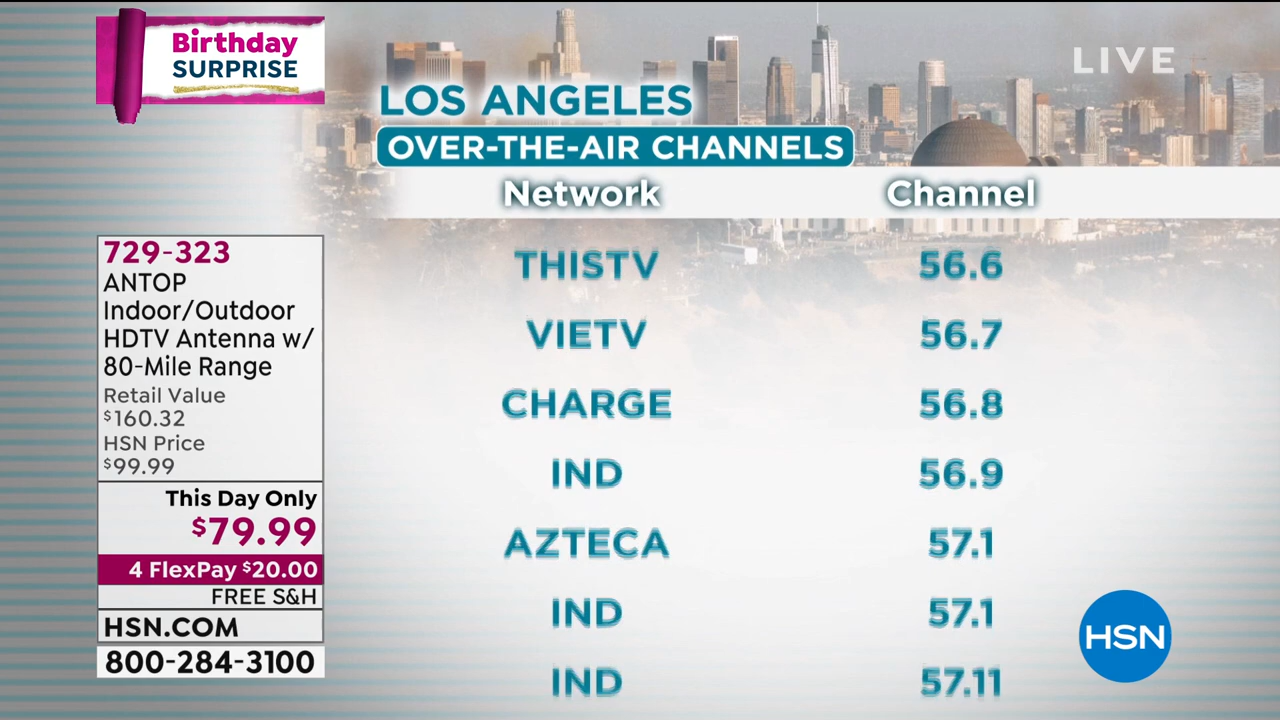 Birthday
SURPRISE
LIVE
LOS ANGELES
OVER-THE-AIR CHANNELS
Network Channel
THISTV 56.6
VIETV 56.7
CHARGE 56.8
IND 56.9
AZTECA 57.1
IND 57.1
IND 57.11
729-323
ANTOP
Indoor/Outdoor
HDTV Antenna w/
80-Mile Range
Retail Value
$160.32
HSN Price
$99.99
This Day Only
$79.99
4 FlexPay $20.00
FREE S&H
HSN.COM
800-284-3100
HSN